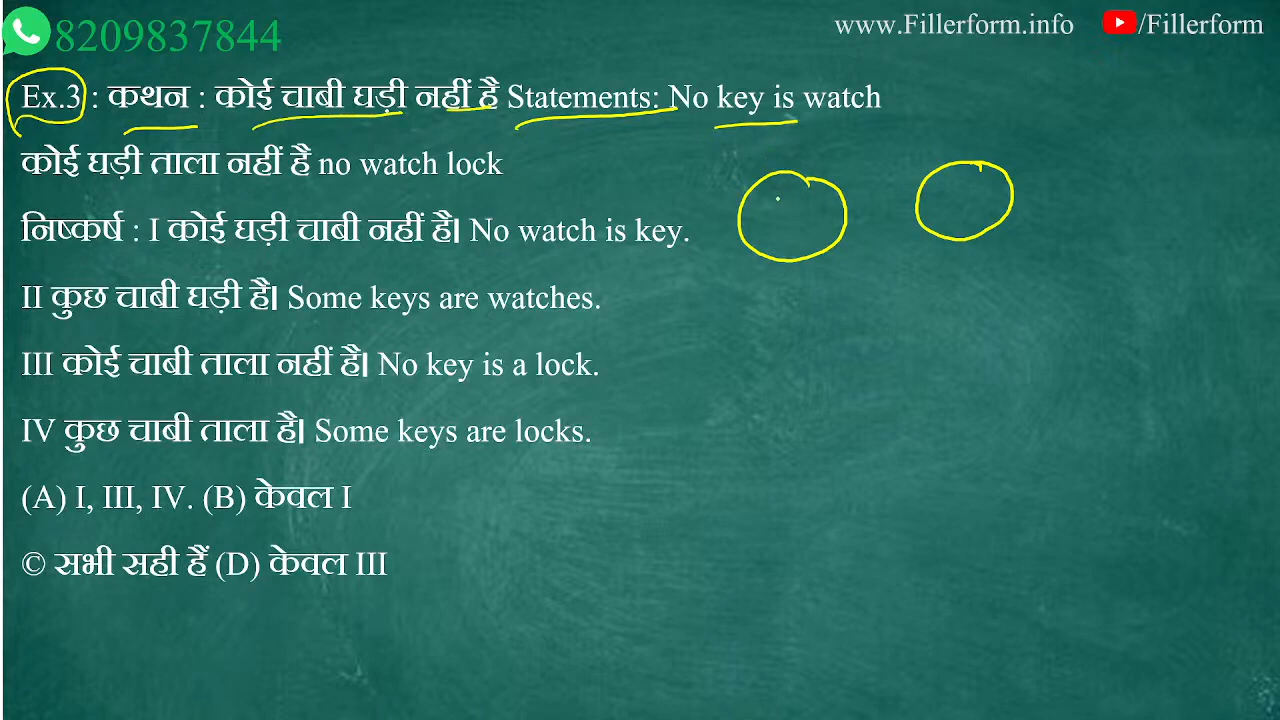 8209837844
www.Fillerform.info /Fillerform
Ex.3 : कथन : कोई चाबी घड़ी नहीं है Statements: No key is watch
कोई घड़ी ताला नहीं है no watch lock
निष्कर्ष : I कोई घड़ी चाबी नहीं है। No watch is key.
II कुछ चाबी घड़ी है। Some keys are watches.
III कोई चाबी ताला नहीं है। No key is a lock.
IV कुछ चाबी ताला है। Some keys are locks.
(A) I, III, IV. (B) केवल I
© सभी सही हैं (D) केवल III